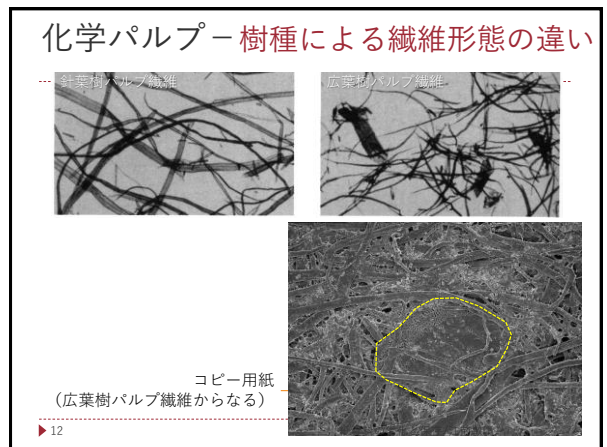 化学パルプ－樹種による繊維形態の違い
針葉樹パルプ繊維
広葉樹パルプ繊維
コピー用紙
（広葉樹パルプ繊維からなる）
12